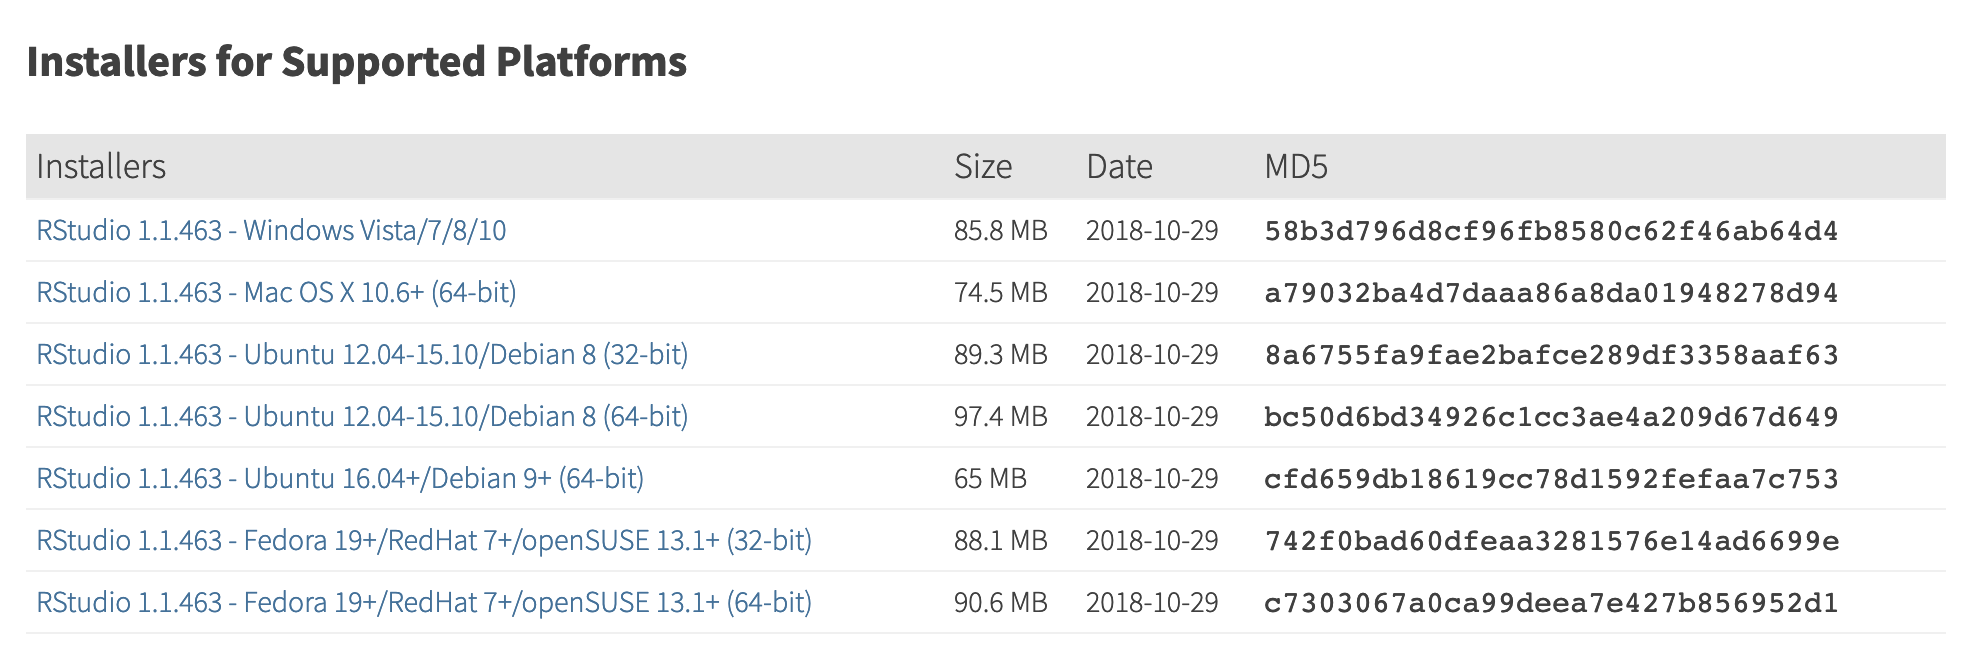 Installers for Supported Platforms
Installers Size Date MD5
RStudio 1.1.463 - Windows Vista/7/8/10 85.8 MB 2018-10-29 58b3d796d8cf96fb8580c62f46ab64d4
RStudio 1.1.463 - Mac OS X 10.6+ (64-bit) 74.5 MB 2018-10-29 a79032ba4d7daaa86a8da01948278d94
RStudio 1.1.463 - Ubuntu 12.04-15.10/Debian 8 (32-bit) 89.3 MB 2018-10-29 8a6755fa9fae2bafce289df3358aaf63
RStudio 1.1.463 - Ubuntu 12.04-15.10/Debian 8 (64-bit) 97.4 MB 2018-10-29 bc50d6bd34926c1cc3ae4a209d67d649
RStudio 1.1.463 - Ubuntu 16.04+/Debian 9+ (64-bit) 65 MB 2018-10-29 cfd659db18619cc78d1592fefaa7c753
RStudio 1.1.463 - Fedora 19+/RedHat 7+/openSUSE 13.1+ (32-bit) 88.1 MB 2018-10-29 742f0bad60dfeaa3281576e14ad6699e
RStudio 1.1.463 - Fedora 19+/RedHat 7+/openSUSE 13.1+ (64-bit) 90.6 MB 2018-10-29 c7303067a0ca99deea7e427b856952d1